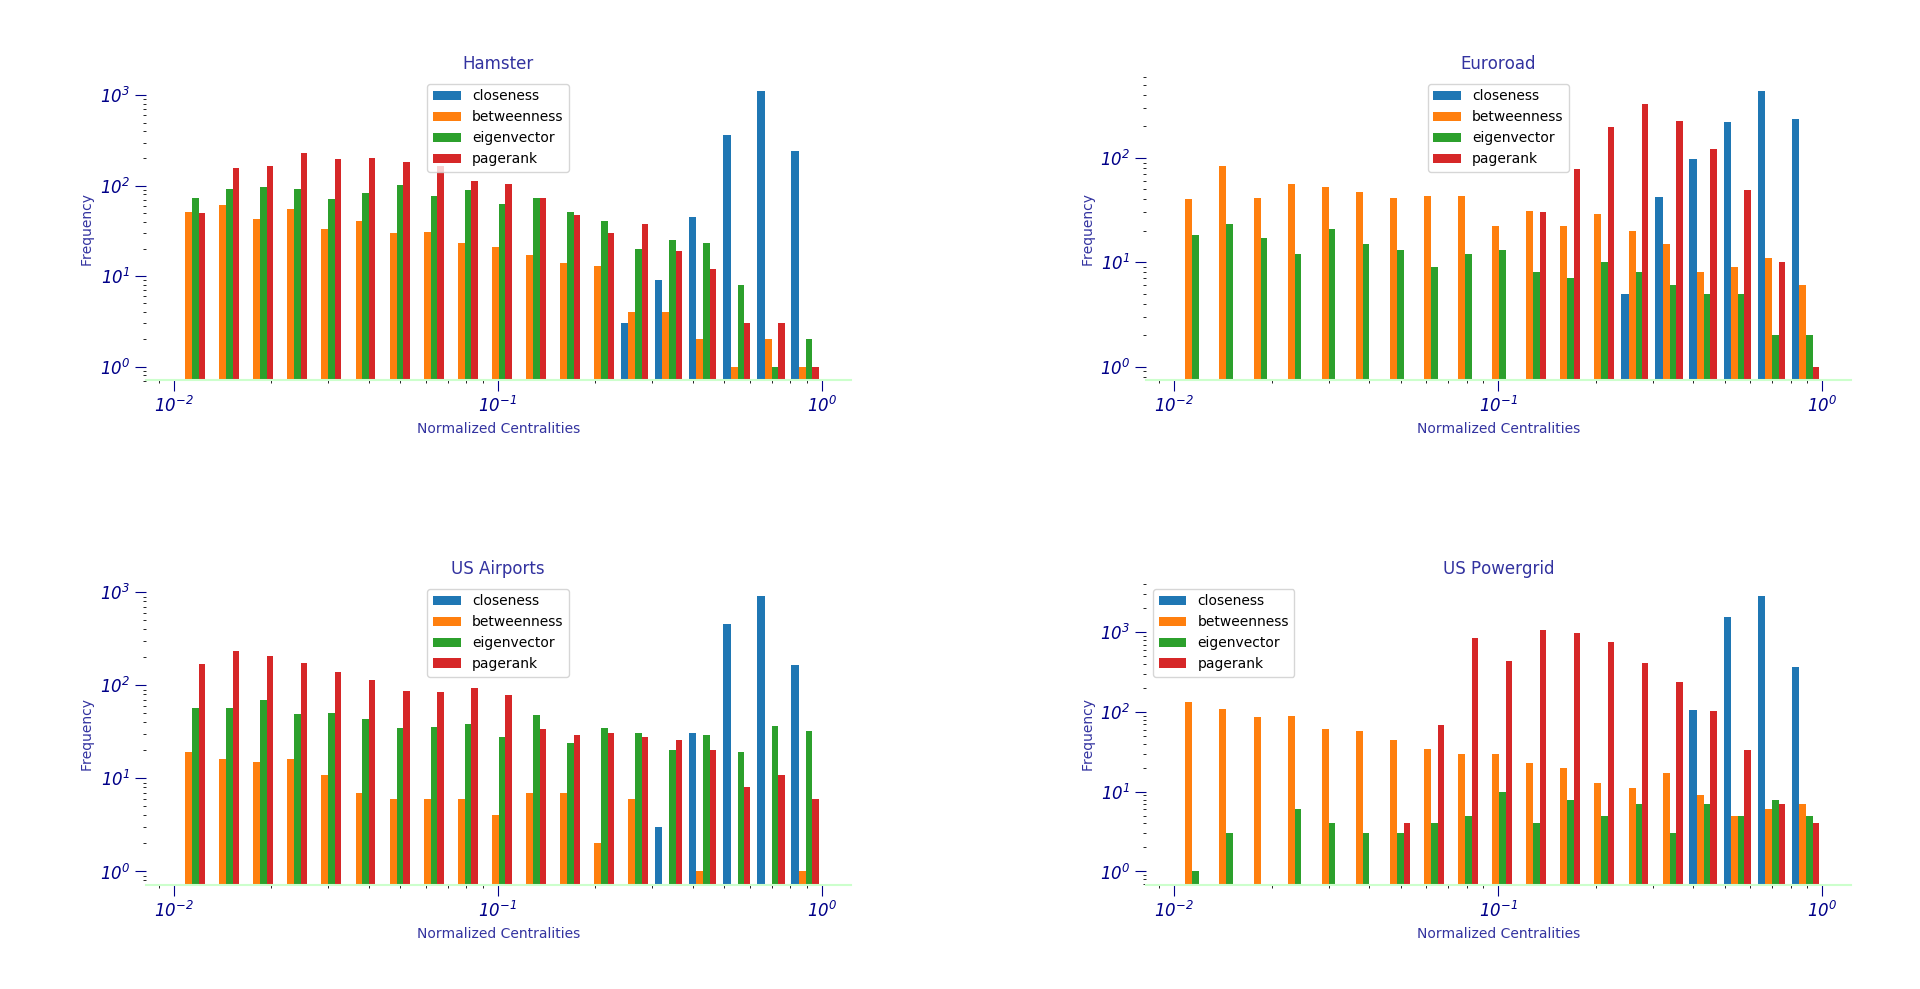 Hamster
closeness
betweenness
eigenvector
pagerank
10³
10²
10¹
10⁰
Frequency
10⁻² 10⁻¹ 10⁰
Normalized Centralities
Euroroad
closeness
betweenness
eigenvector
pagerank
10²
10¹
10⁰
Frequency
10⁻² 10⁻¹ 10⁰
Normalized Centralities
US Airports
closeness
betweenness
eigenvector
pagerank
10³
10²
10¹
10⁰
Frequency
10⁻² 10⁻¹ 10⁰
Normalized Centralities
US Powergrid
closeness
betweenness
eigenvector
pagerank
10³
10²
10¹
10⁰
Frequency
10⁻² 10⁻¹ 10⁰
Normalized Centralities